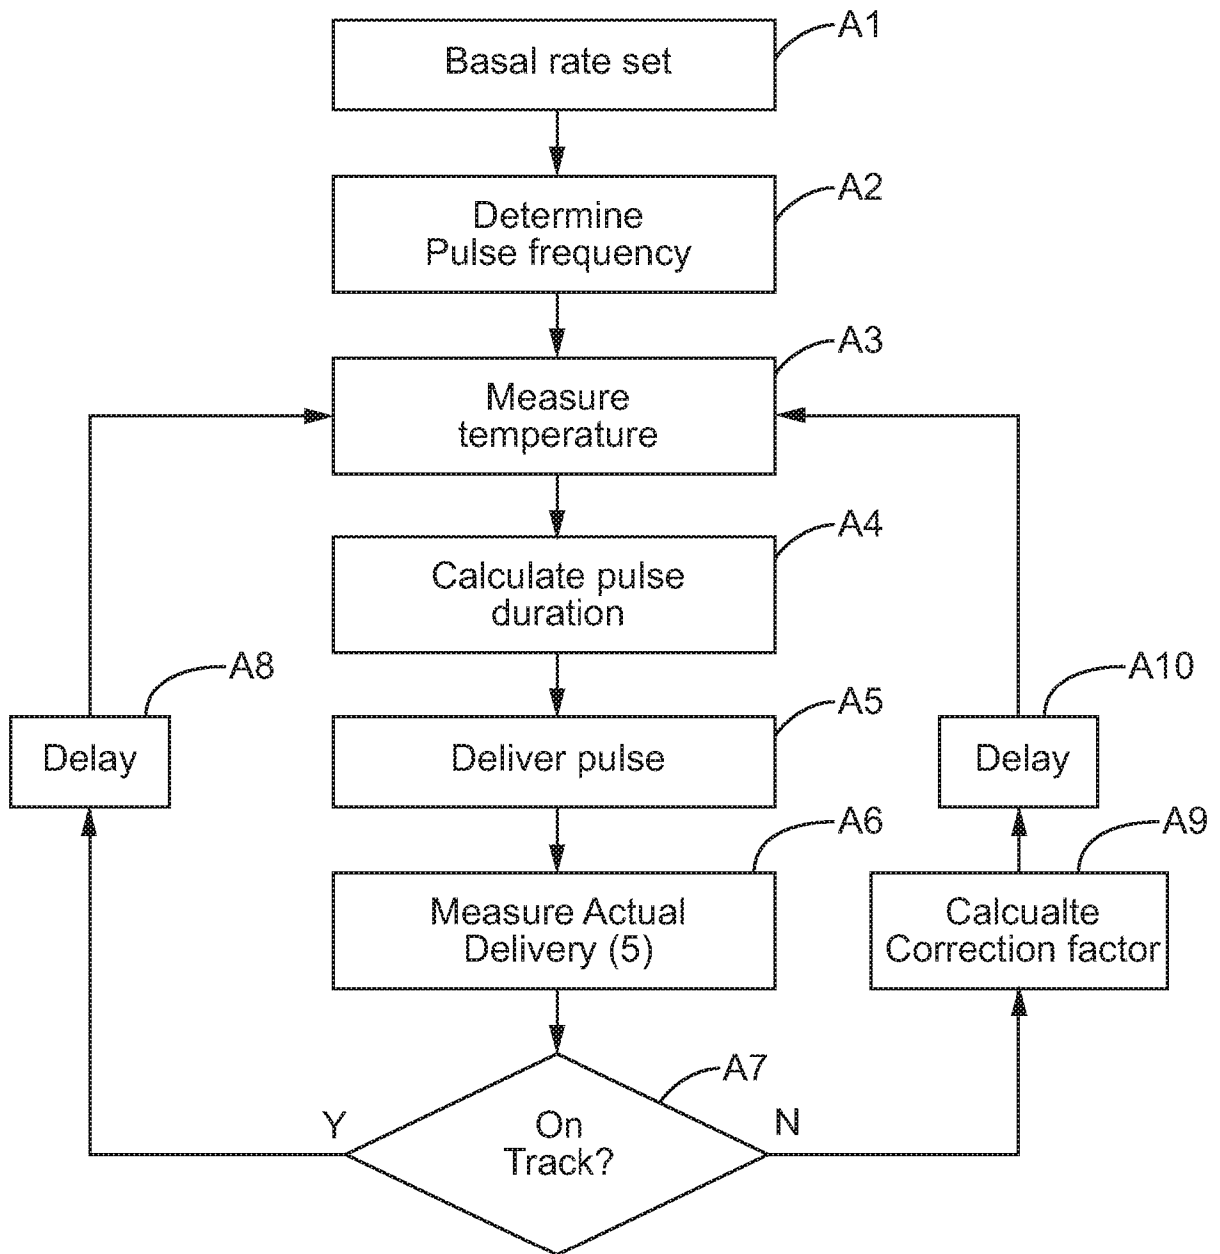 A1
Basal rate set
A2
Determine
Pulse frequency
A3
Measure
temperature
A4
Calculate pulse
duration
A8
Delay
A5
Deliver pulse
A10
Delay
A6
Measure Actual
Delivery (5)
A9
Calcualte
Correction factor
A7
Y
On
Track?
N